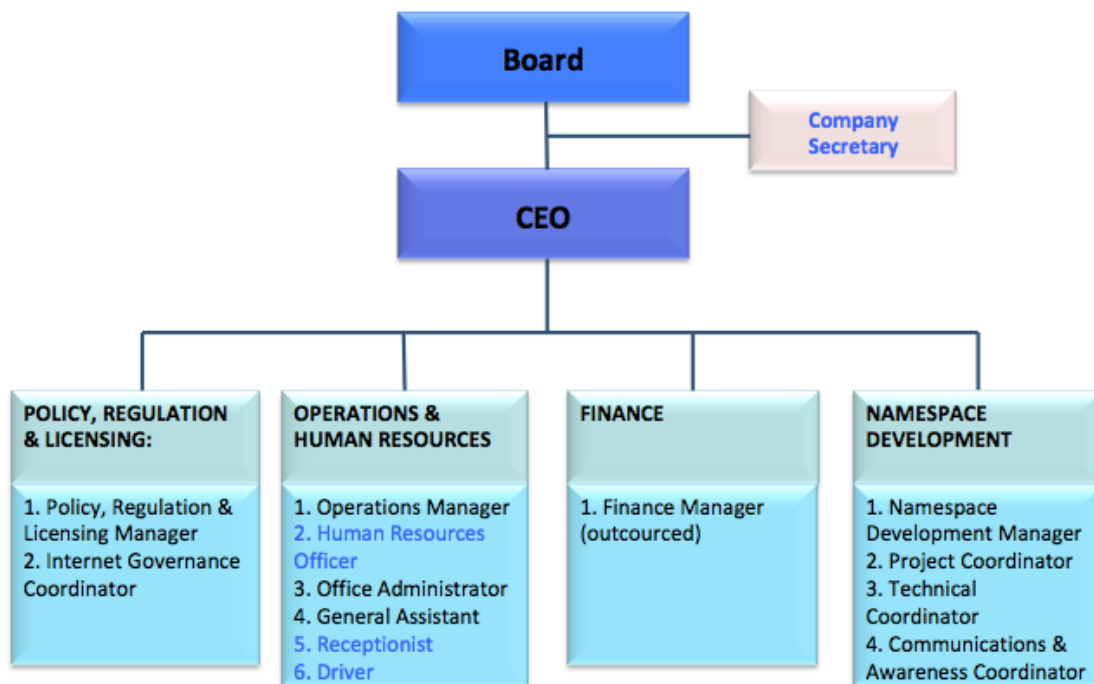 Board
Company
Secretary
CEO
POLICY, REGULATION
& LICENSING:
1. Policy, Regulation &
Licensing Manager
2. Internet Governance
Coordinator
OPERATIONS &
HUMAN RESOURCES
1. Operations Manager
2. Human Resources
Officer
3. Office Administrator
4. General Assistant
5. Receptionist
6. Driver
FINANCE
1. Finance Manager
(outcourced)
NAMESPACE
DEVELOPMENT
1. Namespace
Development Manager
2. Project Coordinator
3. Technical
Coordinator
4. Communications &
Awareness Coordinator